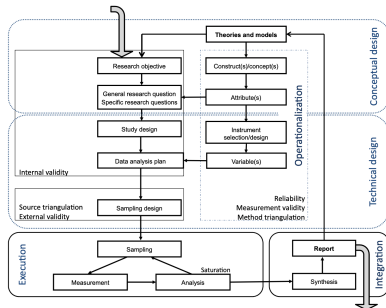 Theories and models
Research objective
Construct(s)/concept(s)
General research question
Specific research questions
Attribute(s)
Conceptual design
Operationalization
Study design
Instrument
selection/design
Data analysis plan
Variable(s)
Internal validity
Technical design
Source triangulation
External validity
Sampling design
Reliability
Measurement validity
Method triangulation
Execution
Sampling
Measurement
Analysis
Saturation
Report
Synthesis
Integration